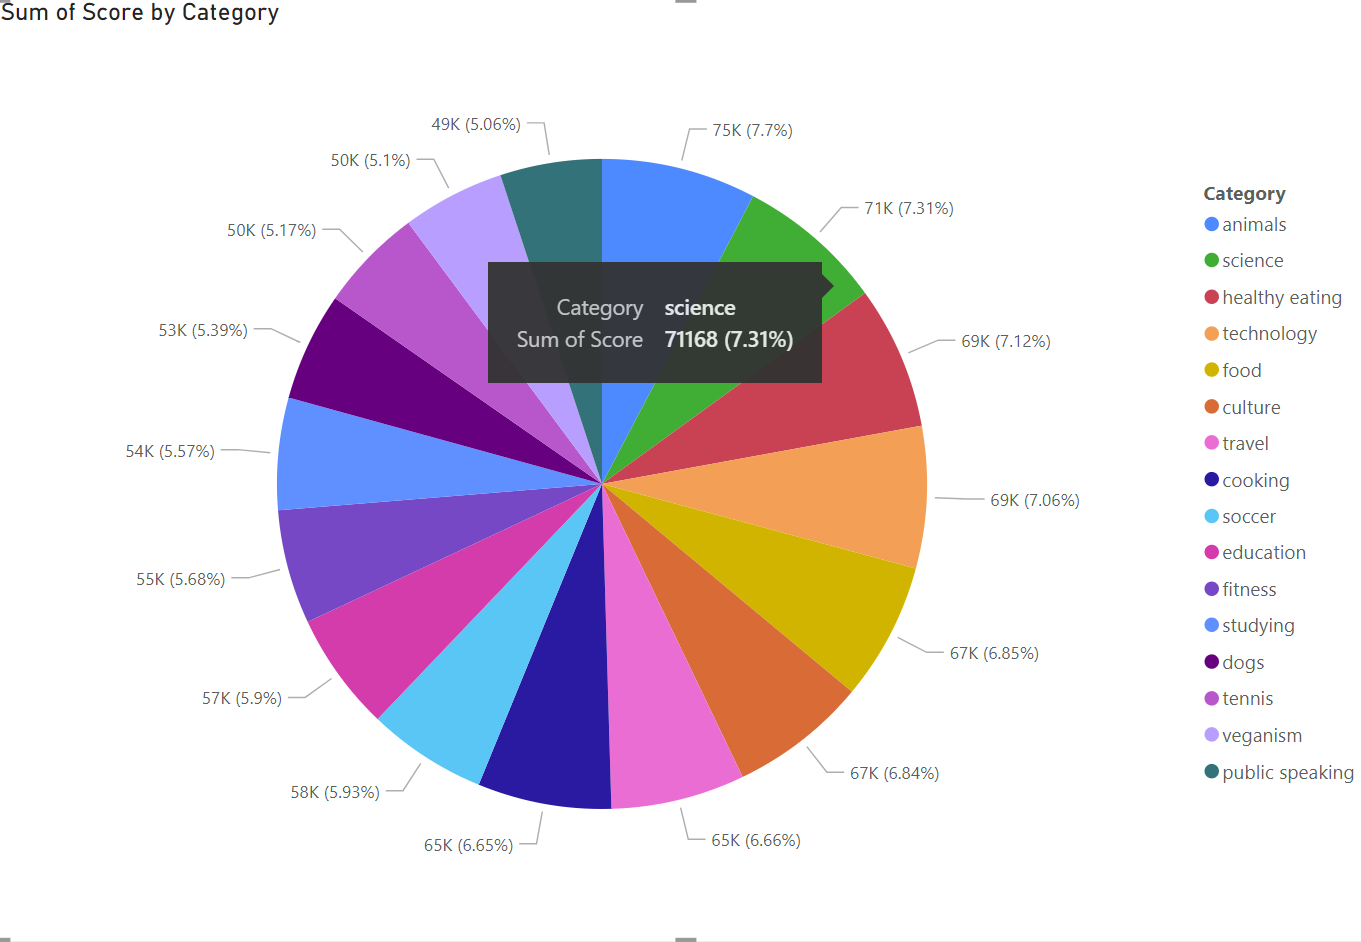 Sum of Score by Category
49K (5.06%)
75K (7.7%)
50K (5.1%)
71K (7.31%)
50K (5.17%)
53K (5.39%)
69K (7.12%)
54K (5.57%)
69K (7.06%)
55K (5.68%)
67K (6.85%)
57K (5.9%)
67K (6.84%)
58K (5.93%)
65K (6.65%)
65K (6.66%)
Category science
Sum of Score 71168 (7.31%)
Category
animals
science
healthy eating
technology
food
culture
travel
cooking
soccer
education
fitness
studying
dogs
tennis
veganism
public speaking